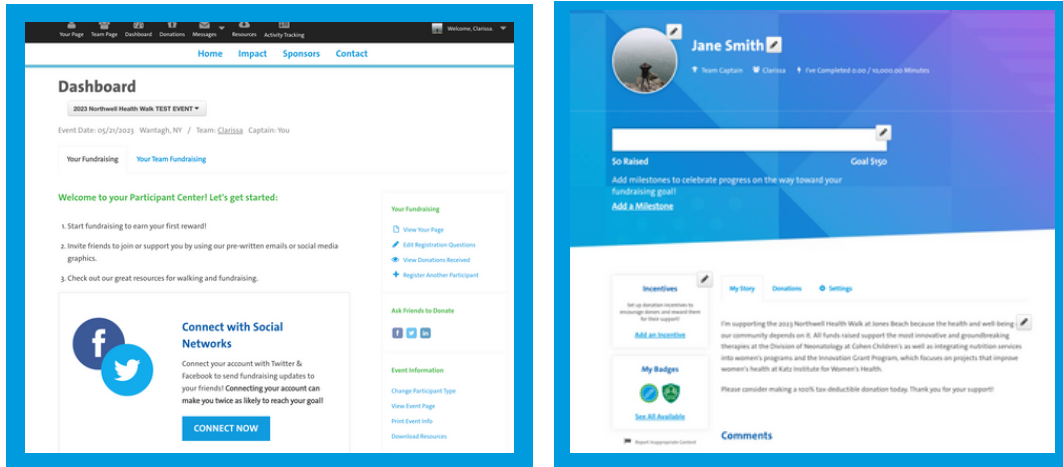 Your Page Team Page Dashboard Donations Messages Resources Activity Tracking
Welcome, Clarissa.
Home Impact Sponsors Contact
Dashboard
2023 Northwell Health Walk TEST EVENT
Event Date: 05/21/2023 Wantagh, NY / Team: Clarissa Captain: You
Your Fundraising Your Team Fundraising
Welcome to your Participant Center! Let's get started:
1. Start fundraising to earn your first reward!
2. Invite friends to join or support you by using our pre-written emails or social media
graphics.
3. Check out our great resources for walking and fundraising.
Connect with Social
Networks
Connect your account with Twitter &
Facebook to send fundraising updates to
your friends! Connecting your account can
make you twice as likely to reach your goal!
CONNECT NOW
Your Fundraising
View Your Page
Edit Registration Questions
View Donations Received
Register Another Participant
Ask Friends to Donate
Event Information
Change Participant Type
View Event Page
Print Event Info
Download Resources
Jane Smith
Team Captain Clarissa I've Completed 0.00 / 10,000.00 Minutes
$0 Raised Goal $150
Add milestones to celebrate progress on the way toward your
fundraising goal!
Add a Milestone
Incentives
Set up donation incentives to
encourage donors and reward them
for their support!
Add an Incentive
My Badges
See All Available
Report Inappropriate Content
My Story Donations Settings
I'm supporting the 2023 Northwell Health Walk at Jones Beach because the health and well-being
our community depends on it. All funds raised support the most innovative and groundbreaking
therapies at the Division of Neonatology at Cohen Children's as well as integrating nutrition services
into women's programs and the Innovation Grant Program, which focuses on projects that improve
women's health at Katz Institute for Women's Health.
Please consider making a 100% tax-deductible donation today. Thank you for your support!
Comments